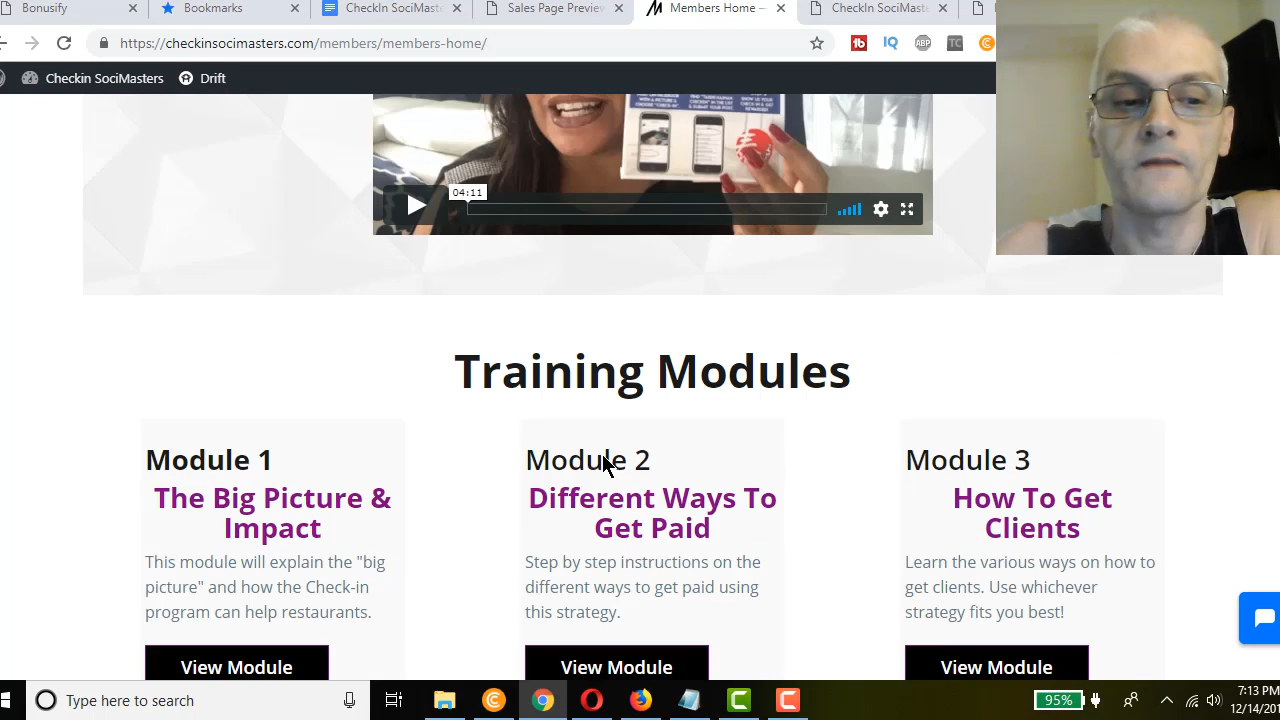 Bonusify
Bookmarks
CheckIn SociMas
Sales Page Preview
Members Home —
CheckIn SociMas
https://checkinsocimasters.com/members/members-home/
ABP
TC
Checkin SociMasters
Drift
04:11
Training Modules
Module 1
The Big Picture &
Impact
This module will explain the "big
picture" and how the Check-in
program can help restaurants.
View Module
Module 2
Different Ways To
Get Paid
Step by step instructions on the
different ways to get paid using
this strategy.
View Module
Module 3
How To Get
Clients
Learn the various ways on how to
get clients. Use whichever
strategy fits you best!
View Module
Type here to search
95%
7:13 PM
12/14/201